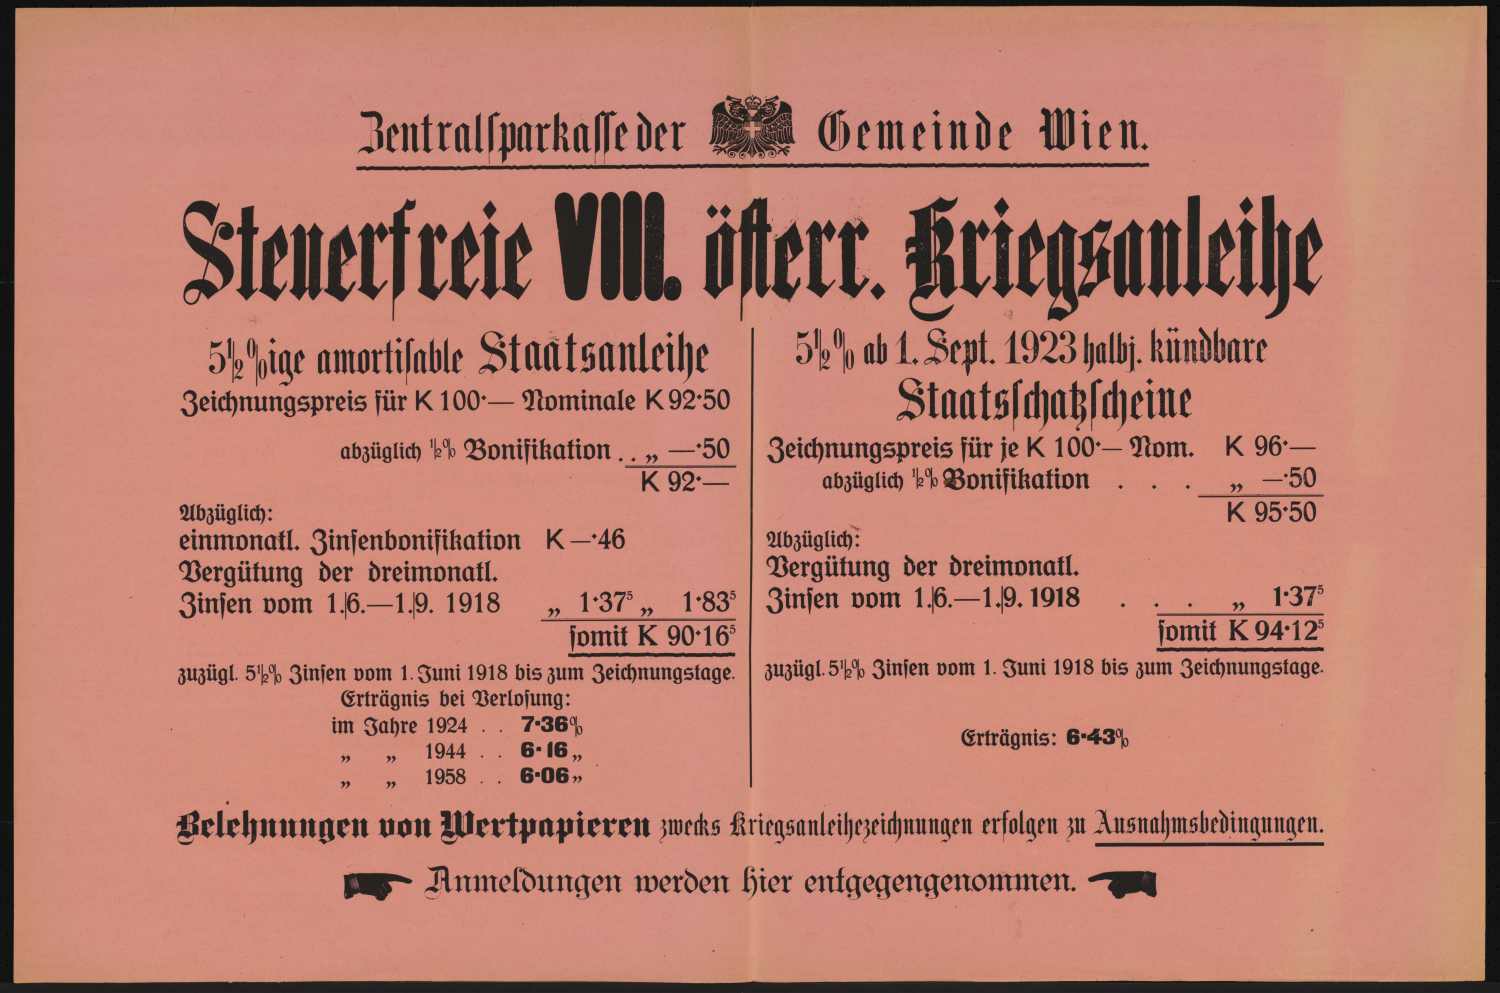 Zentralsparkasse der Gemeinde Wien.
Steuerfreie VIII. österr. Kriegsanleihe
5½%ige amortisable Staatsanleihe
Zeichnungspreis für K 100·— Nominale K 92·50
abzüglich ½% Bonifikation . . „ —·50
K 92·—
Abzüglich:
einmonatl. Zinsenbonifikation K —·46
Vergütung der dreimonatl.
Zinsen vom 1./6.—1./9. 1918 „ 1·37⁵ „ 1·83⁵
somit K 90·16⁵
zuzügl. 5½% Zinsen vom 1. Juni 1918 bis zum Zeichnungstage.
Erträgnis bei Verlosung:
im Jahre 1924 . . 7·36%
„ „ 1944 . . 6·16 „
„ „ 1958 . . 6·06 „
5½% ab 1. Sept. 1923 halbj. kündbare
Staatsschatzscheine
Zeichnungspreis für je K 100·— Nom. K 96·—
abzüglich ½% Bonifikation . . . „ —·50
K 95·50
Abzüglich:
Vergütung der dreimonatl.
Zinsen vom 1./6.—1./9. 1918 . . . „ 1·37⁵
somit K 94·12⁵
zuzügl. 5½% Zinsen vom 1. Juni 1918 bis zum Zeichnungstage.
Erträgnis: 6·43%
Belehnungen von Wertpapieren zwecks Kriegsanleihezeichnungen erfolgen zu Ausnahmsbedingungen.
Anmeldungen werden hier entgegengenommen.